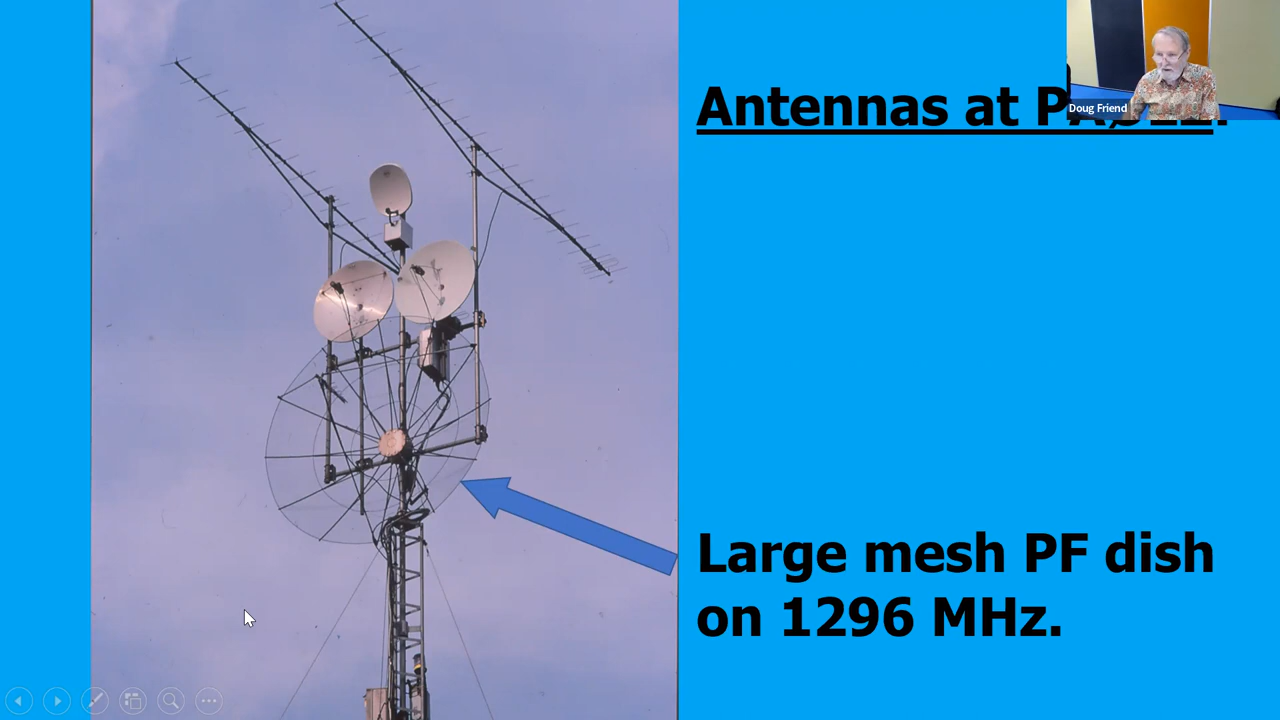 Antennas at
Doug Friend
Large mesh PF dish
on 1296 MHz.